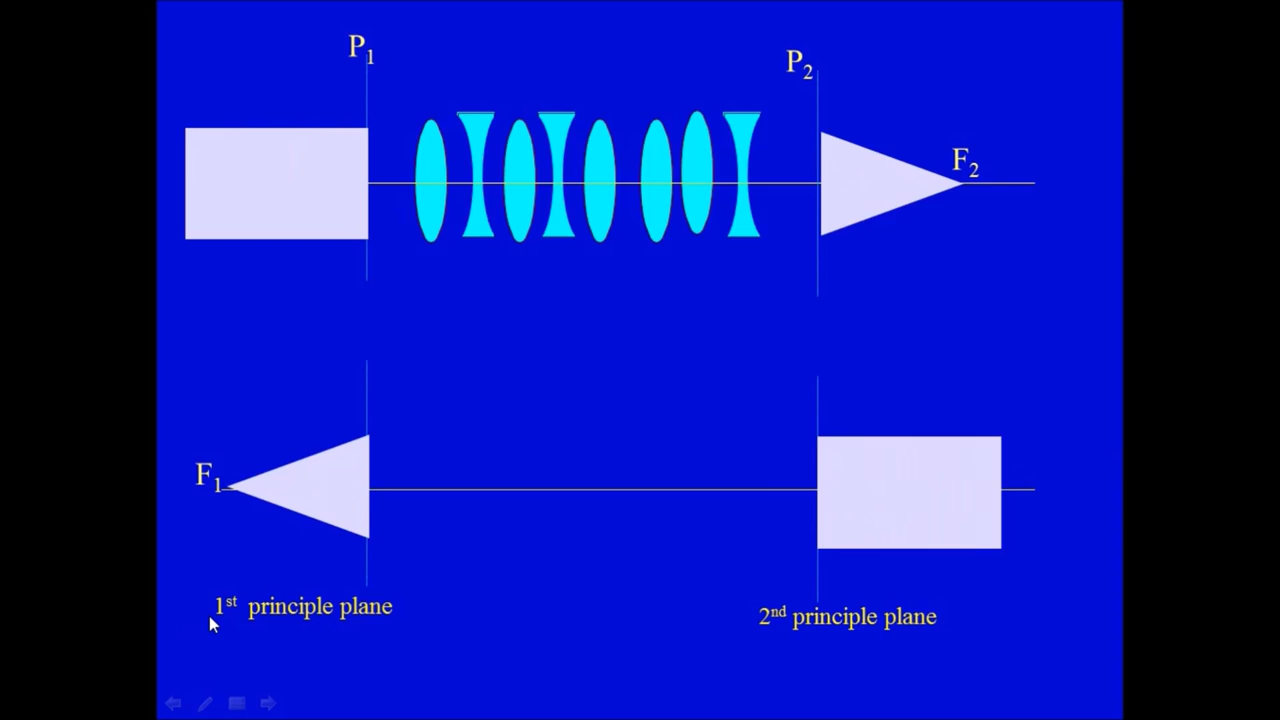 P1
P2
F2
F1
1st principle plane
2nd principle plane